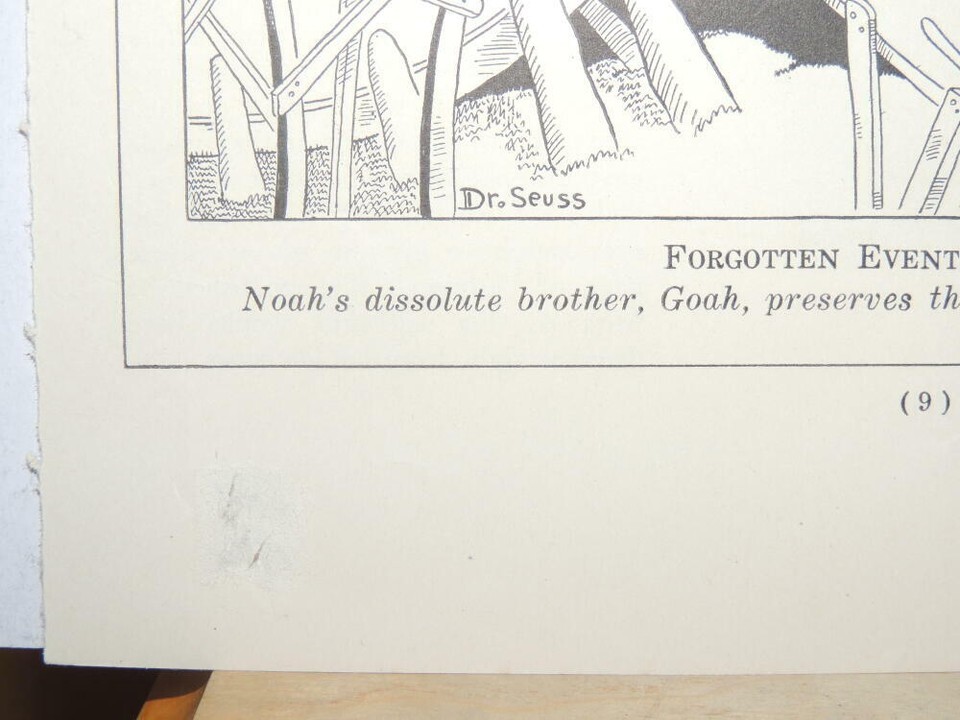 Dr. Seuss
FORGOTTEN EVENT
Noah's dissolute brother, Goah, preserves th
(9)